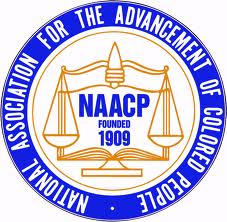 NATIONAL ASSOCIATION FOR THE ADVANCEMENT OF COLORED PEOPLE
NAACP
FOUNDED
1909